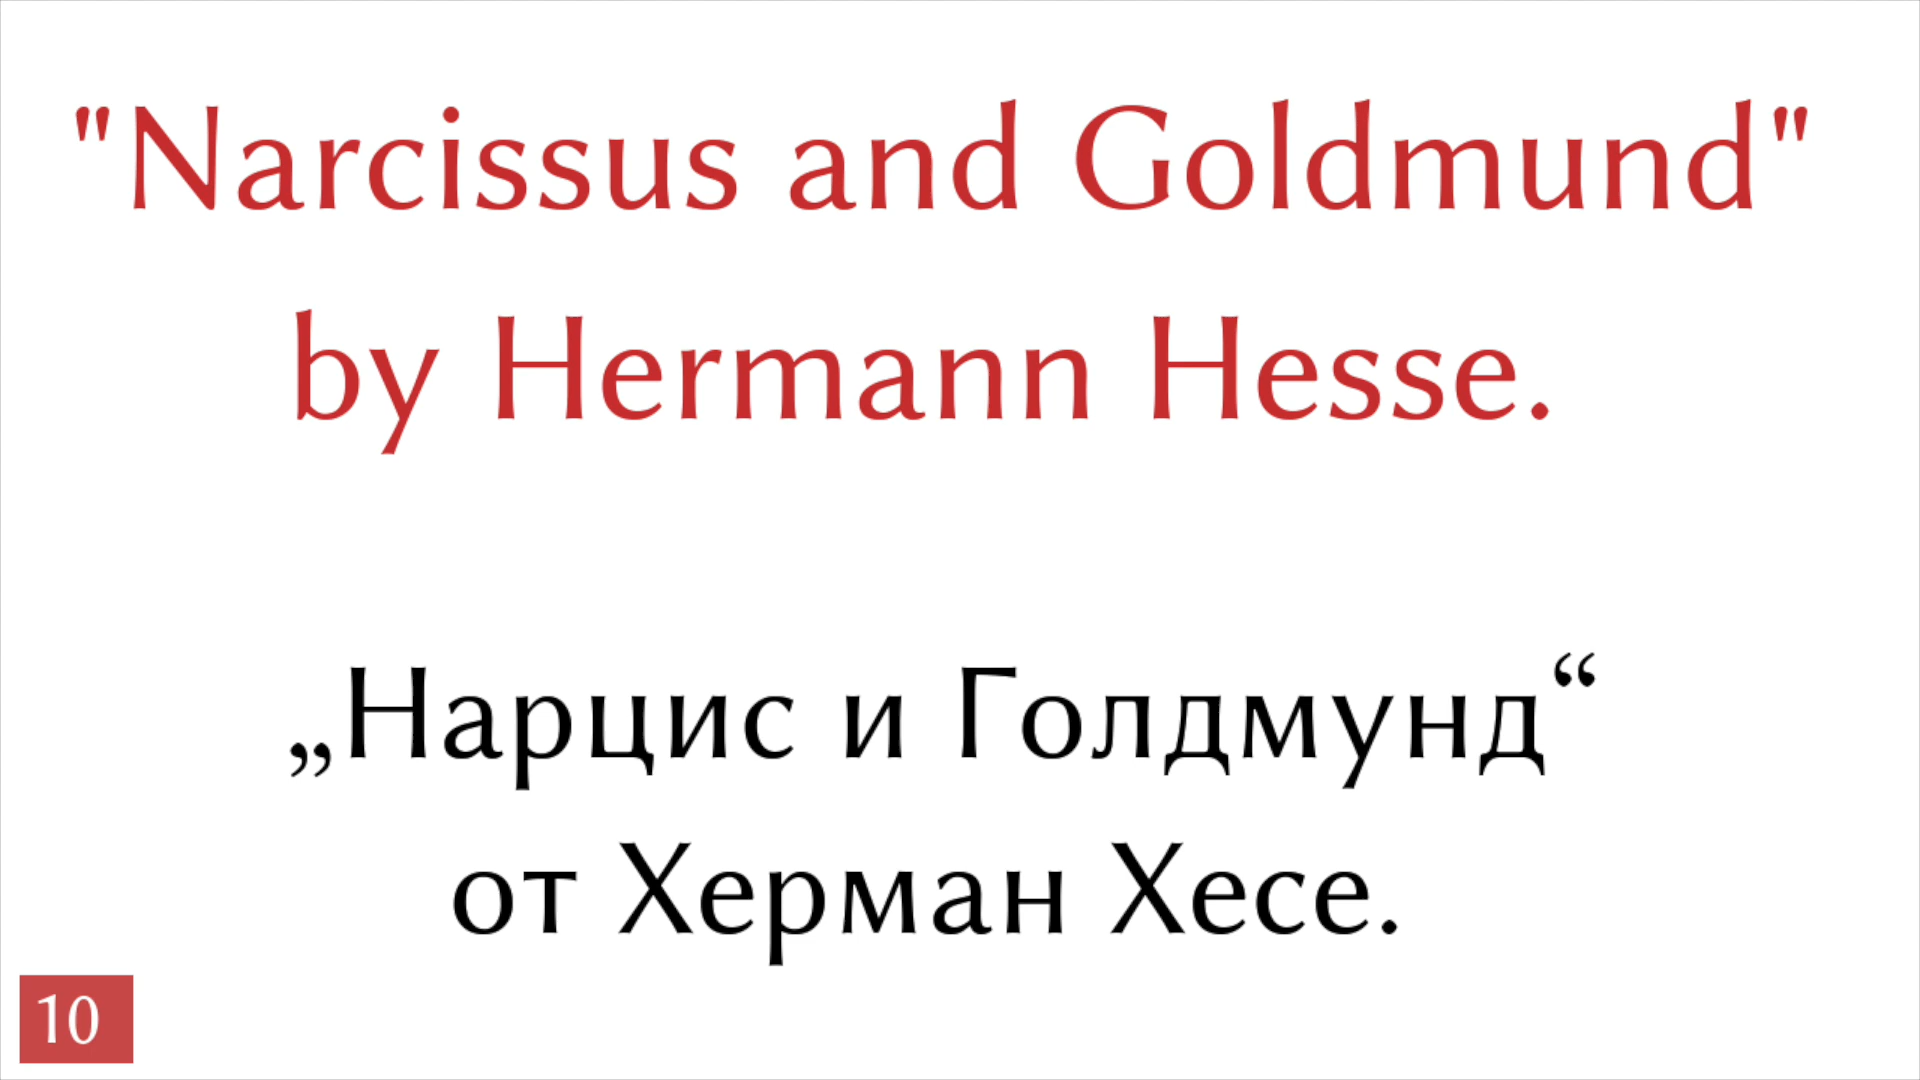 "Narcissus and Goldmund"
by Hermann Hesse.
„Нарцис и Голдмунд“
от Херман Хесе.
10